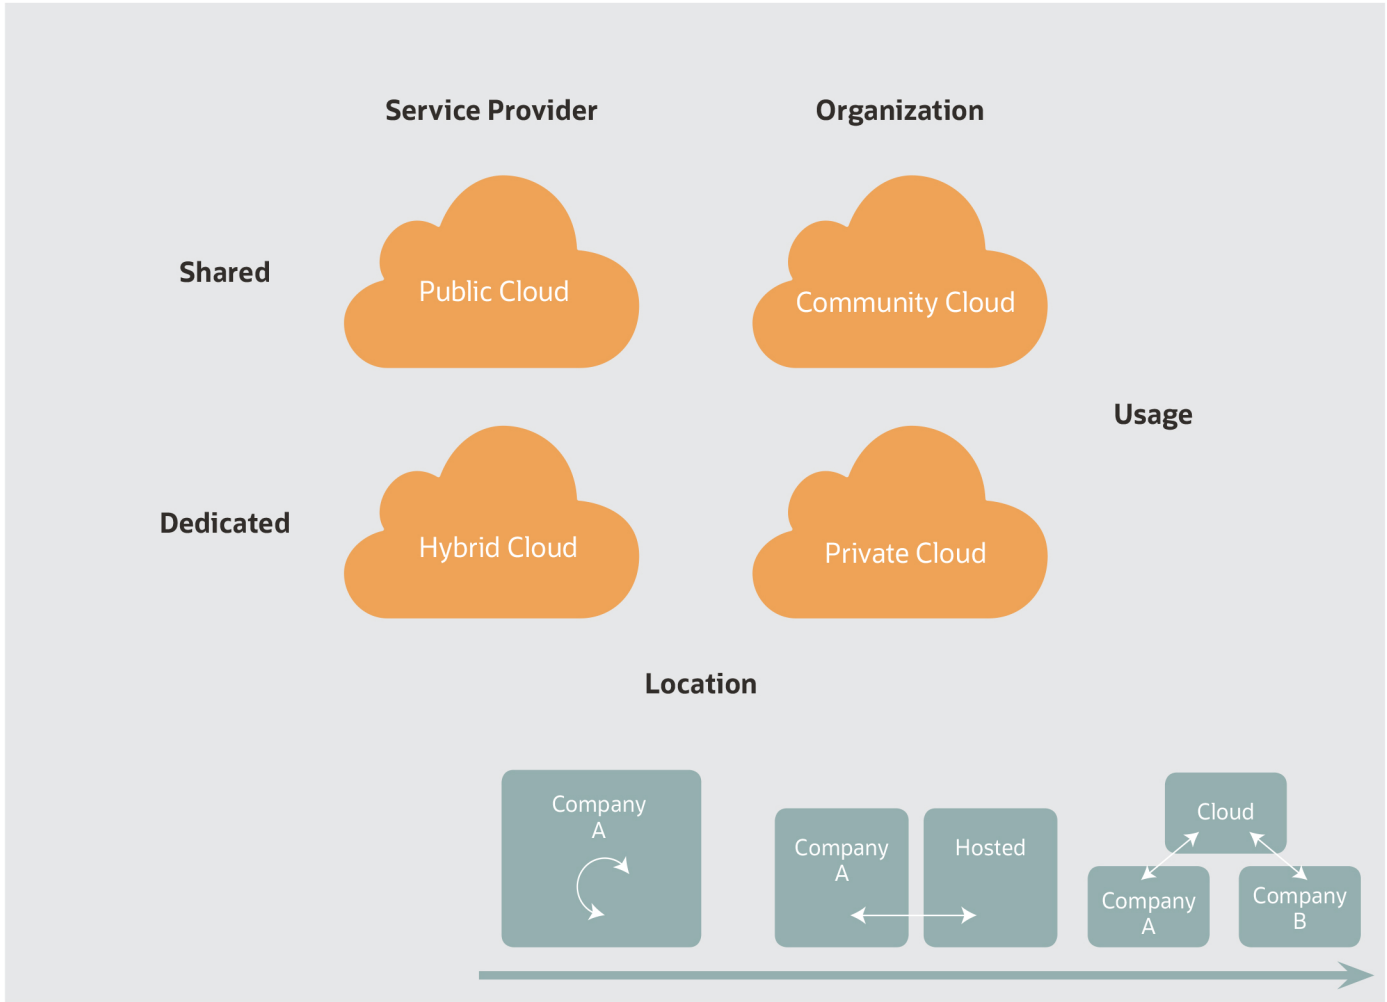 Service Provider
Organization
Shared
Public Cloud
Community Cloud
Usage
Dedicated
Hybrid Cloud
Private Cloud
Location
Company
A
Company
A
Hosted
Cloud
Company
A
Company
B